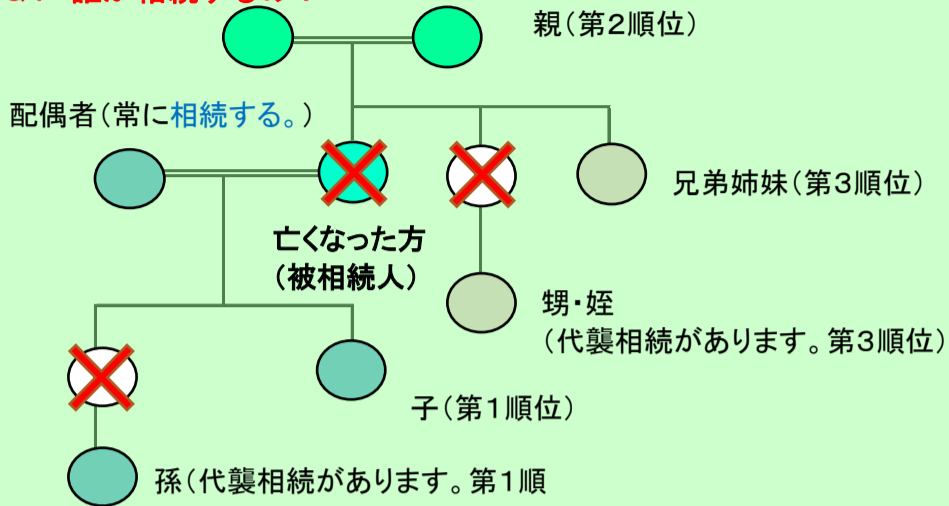 親(第2順位)
配偶者(常に相続する。)
兄弟姉妹(第3順位)
亡くなった方
(被相続人)
甥・姪
(代襲相続があります。第3順位)
子(第1順位)
孫(代襲相続があります。第1順